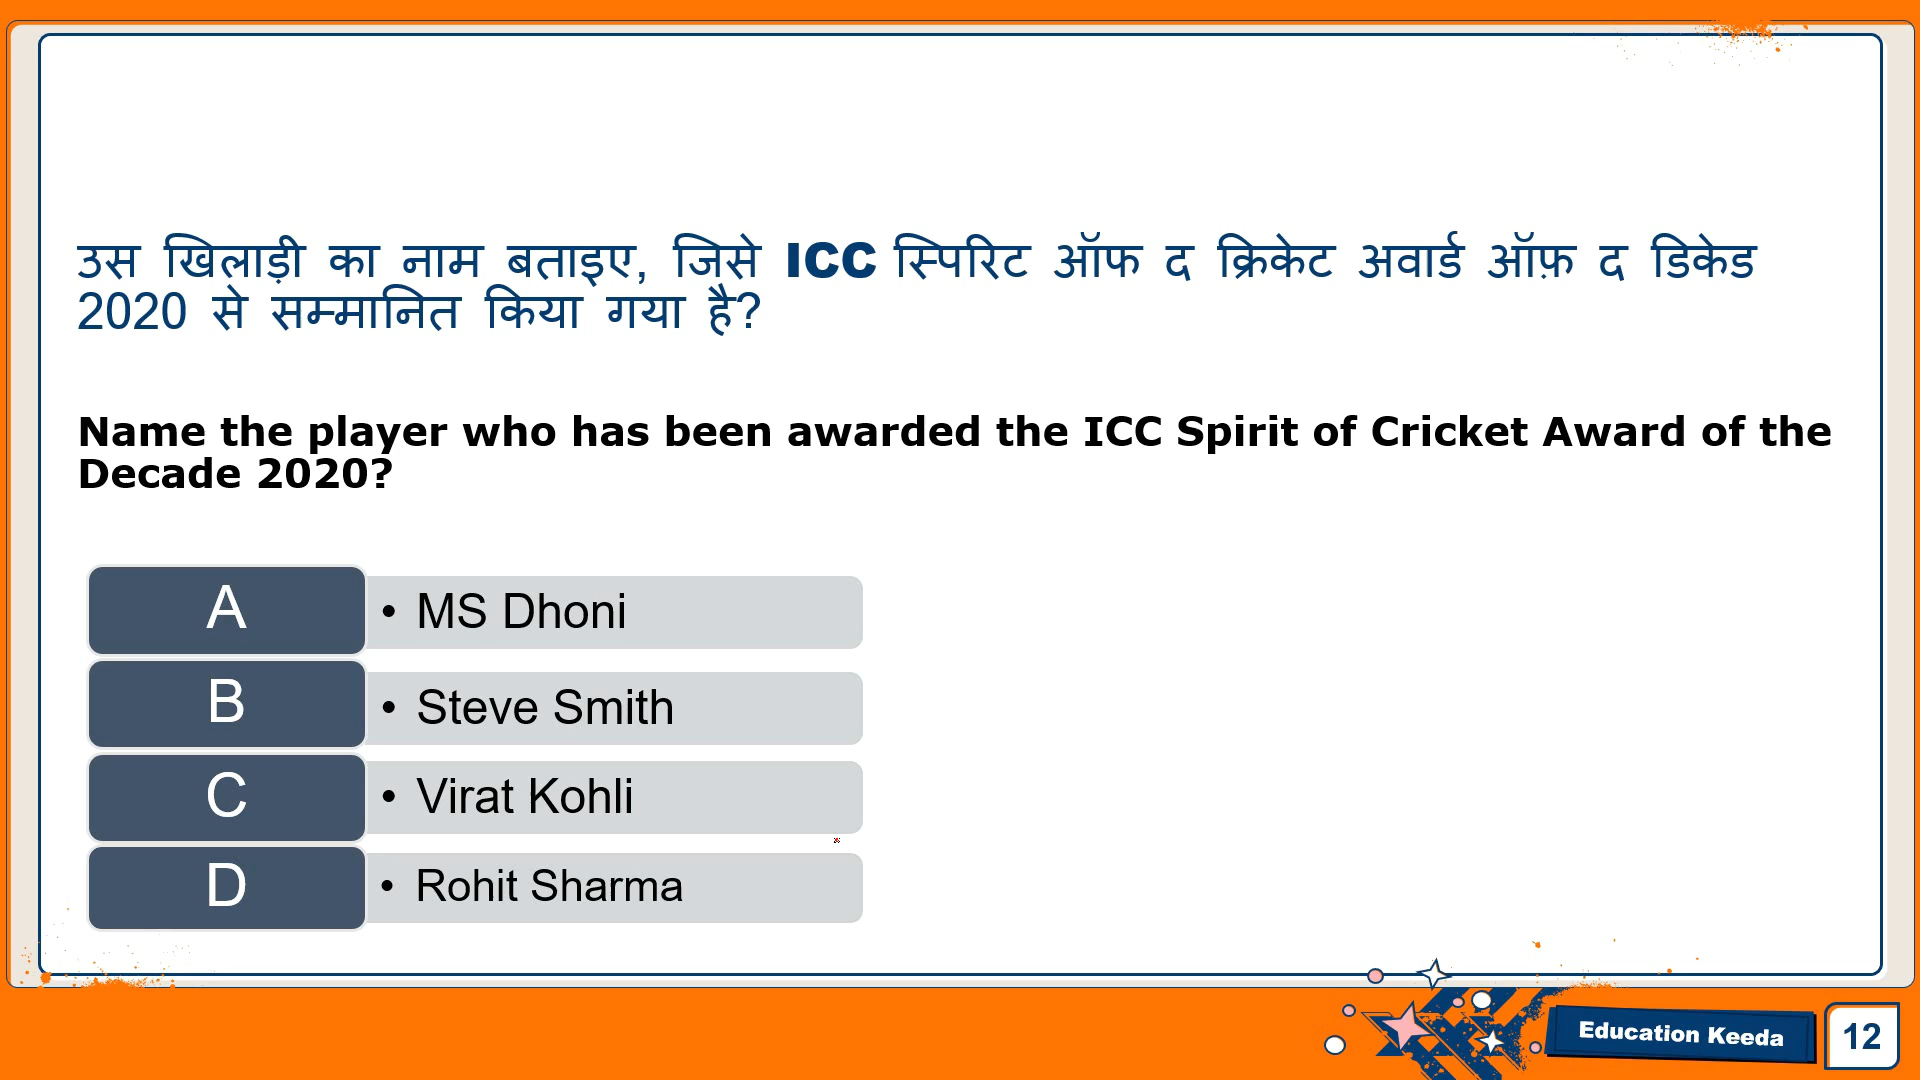 उस खिलाड़ी का नाम बताइए, जिसे ICC स्पिरिट ऑफ द क्रिकेट अवार्ड ऑफ़ द डिकेड
2020 से सम्मानित किया गया है?
Name the player who has been awarded the ICC Spirit of Cricket Award of the
Decade 2020?
A • MS Dhoni
B • Steve Smith
C • Virat Kohli
D • Rohit Sharma
Education Keeda 12